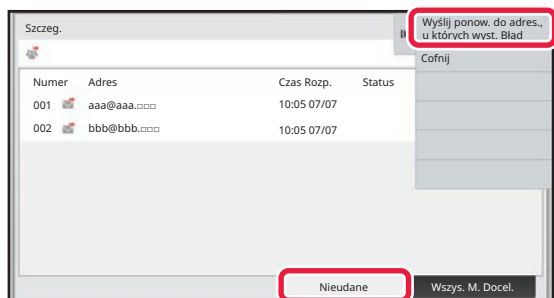 Szczeg.
Wyślij ponow. do adres.,
u których wyst. Błąd
Cofnij
Numer Adres Czas Rozp. Status
001 aaa@aaa.□□□ 10:05 07/07
002 bbb@bbb.□□□ 10:05 07/07
Nieudane Wszys. M. Docel.